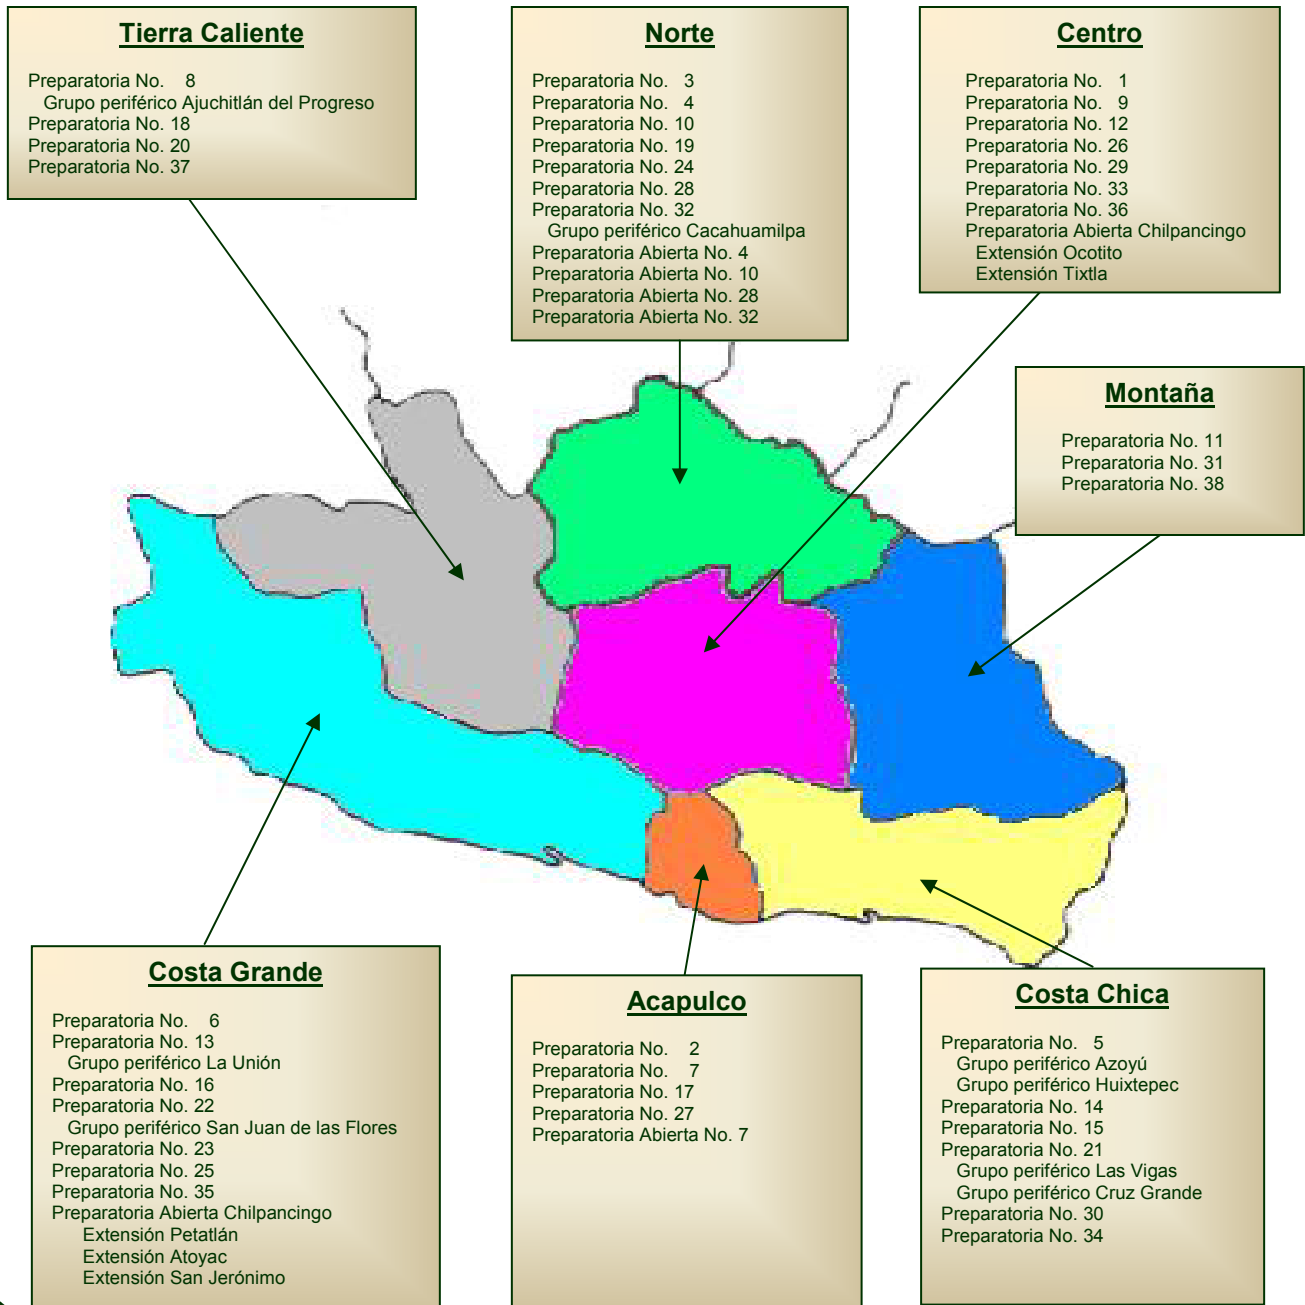 Tierra Caliente
Preparatoria No. 8
Grupo periférico Ajuchitlán del Progreso
Preparatoria No. 18
Preparatoria No. 20
Preparatoria No. 37
Norte
Preparatoria No. 3
Preparatoria No. 4
Preparatoria No. 10
Preparatoria No. 19
Preparatoria No. 24
Preparatoria No. 28
Preparatoria No. 32
Grupo periférico Cacahuamilpa
Preparatoria Abierta No. 4
Preparatoria Abierta No. 10
Preparatoria Abierta No. 28
Preparatoria Abierta No. 32
Centro
Preparatoria No. 1
Preparatoria No. 9
Preparatoria No. 12
Preparatoria No. 26
Preparatoria No. 29
Preparatoria No. 33
Preparatoria No. 36
Preparatoria Abierta Chilpancingo
Extensión Ocotito
Extensión Tixtla
Montaña
Preparatoria No. 11
Preparatoria No. 31
Preparatoria No. 38
Costa Grande
Preparatoria No. 6
Preparatoria No. 13
Grupo periférico La Unión
Preparatoria No. 16
Preparatoria No. 22
Grupo periférico San Juan de las Flores
Preparatoria No. 23
Preparatoria No. 25
Preparatoria No. 35
Preparatoria Abierta Chilpancingo
Extensión Petatlán
Extensión Atoyac
Extensión San Jerónimo
Acapulco
Preparatoria No. 2
Preparatoria No. 7
Preparatoria No. 17
Preparatoria No. 27
Preparatoria Abierta No. 7
Costa Chica
Preparatoria No. 5
Grupo periférico Azoyú
Grupo periférico Huixtepec
Preparatoria No. 14
Preparatoria No. 15
Preparatoria No. 21
Grupo periférico Las Vigas
Grupo periférico Cruz Grande
Preparatoria No. 30
Preparatoria No. 34